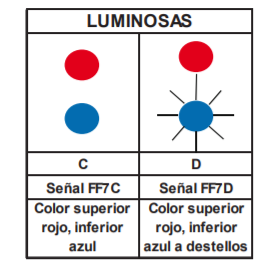 LUMINOSAS
C
D
Señal FF7C
Señal FF7D
Color superior
rojo, inferior
azul
Color superior
rojo, inferior
azul a destellos